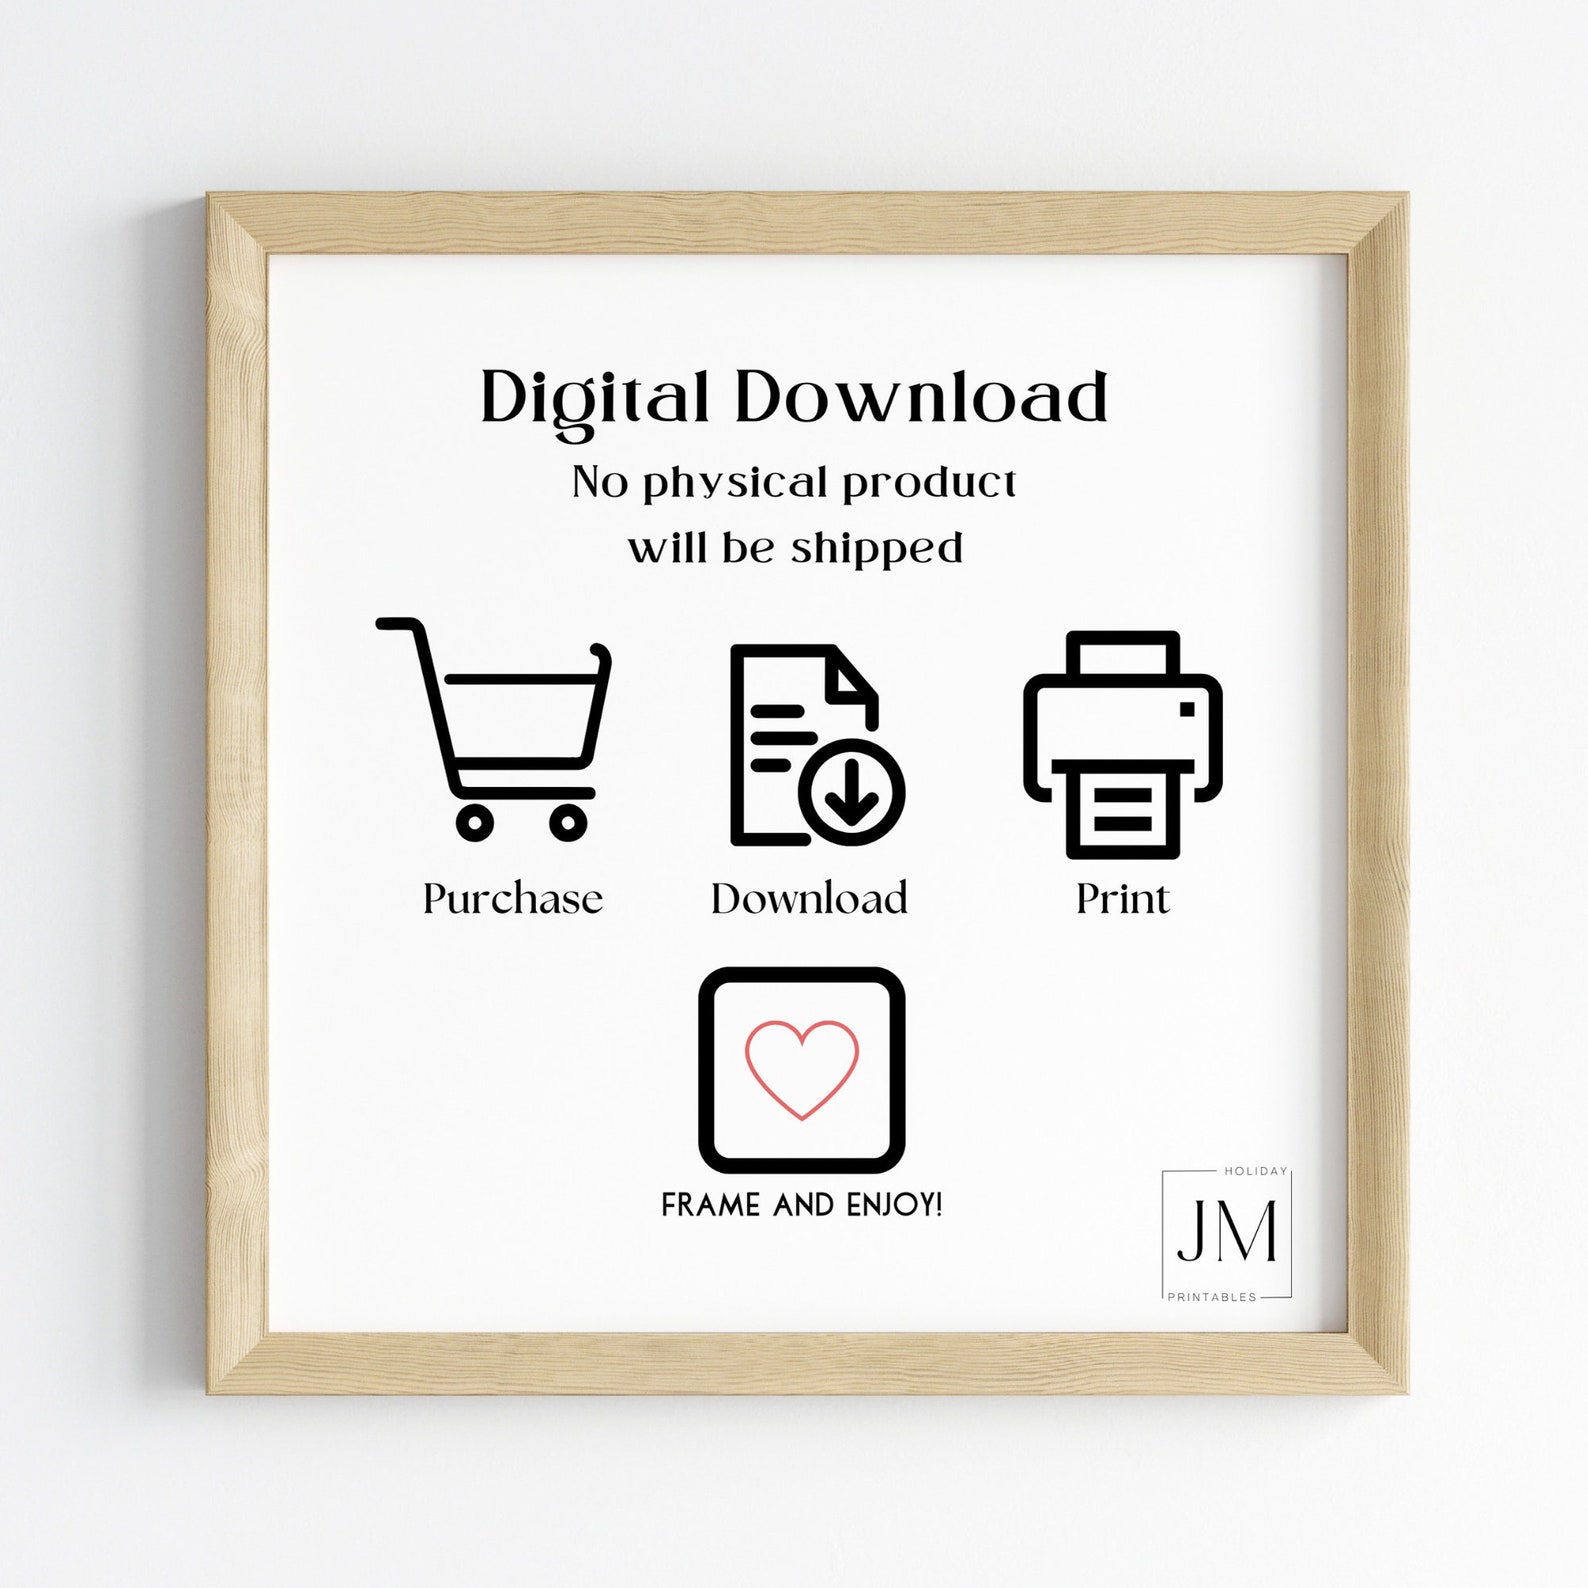 Digital Download
No physical product
will be shipped
Purchase
Download
Print
FRAME AND ENJOY!
HOLIDAY
JM
PRINTABLES